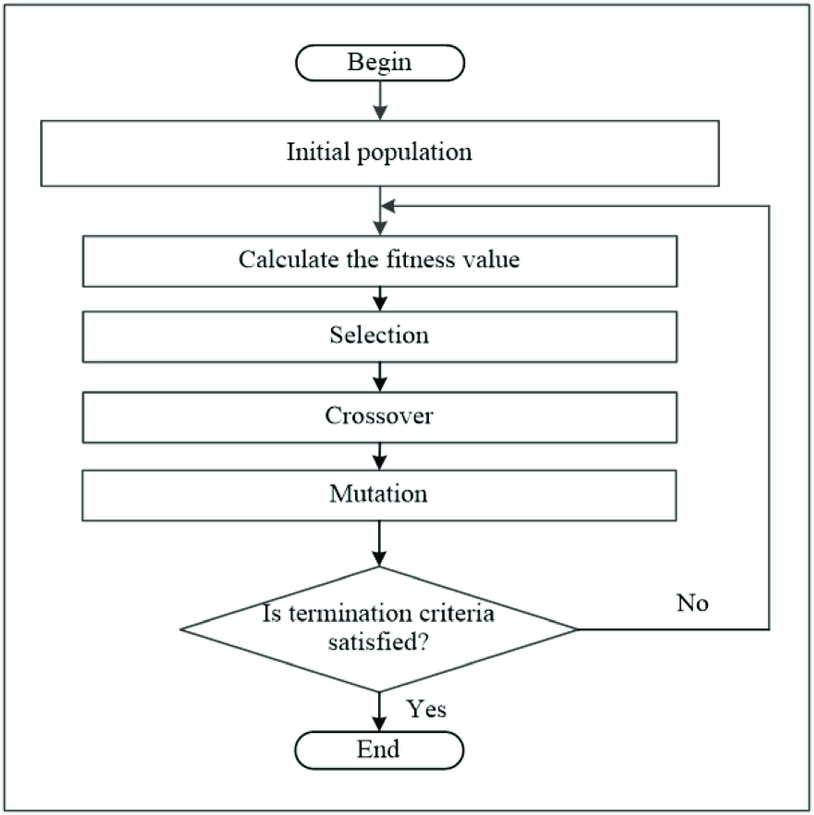 Begin
Initial population
Calculate the fitness value
Selection
Crossover
Mutation
Is termination criteria
satisfied?
No
Yes
End